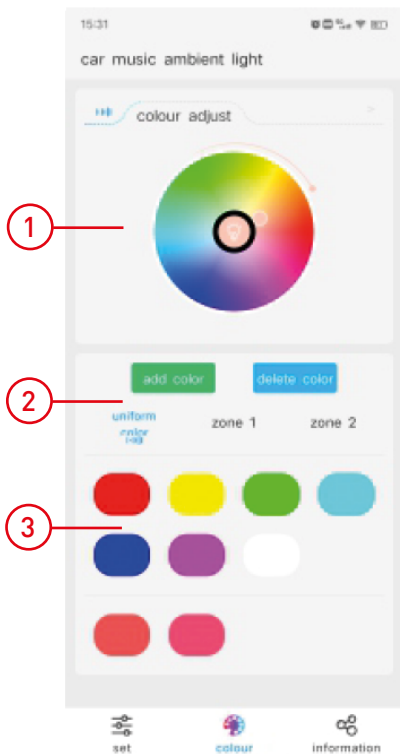 15:31
car music ambient light
colour adjust
1
add color delete color
2
uniform color zone 1 zone 2
3
set colour information